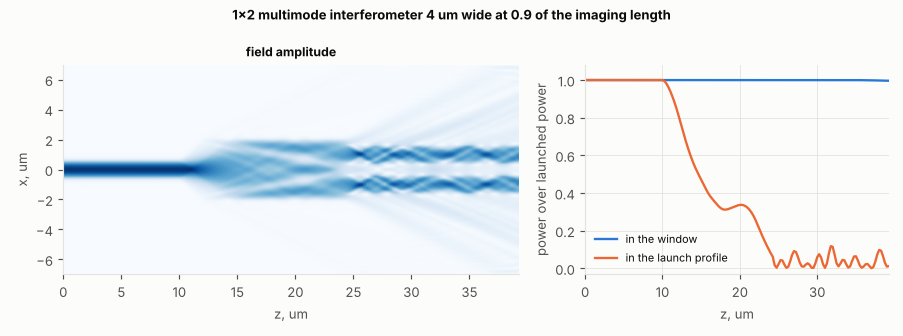 1×2 multimode interferometer 4 um wide at 0.9 of the imaging length
field amplitude
x, um
6
4
2
0
−2
−4
−6
0 5 10 15 20 25 30 35
z, um
power over launched power
1.0
0.8
0.6
0.4
0.2
0.0
in the window
in the launch profile
0 10 20 30
z, um